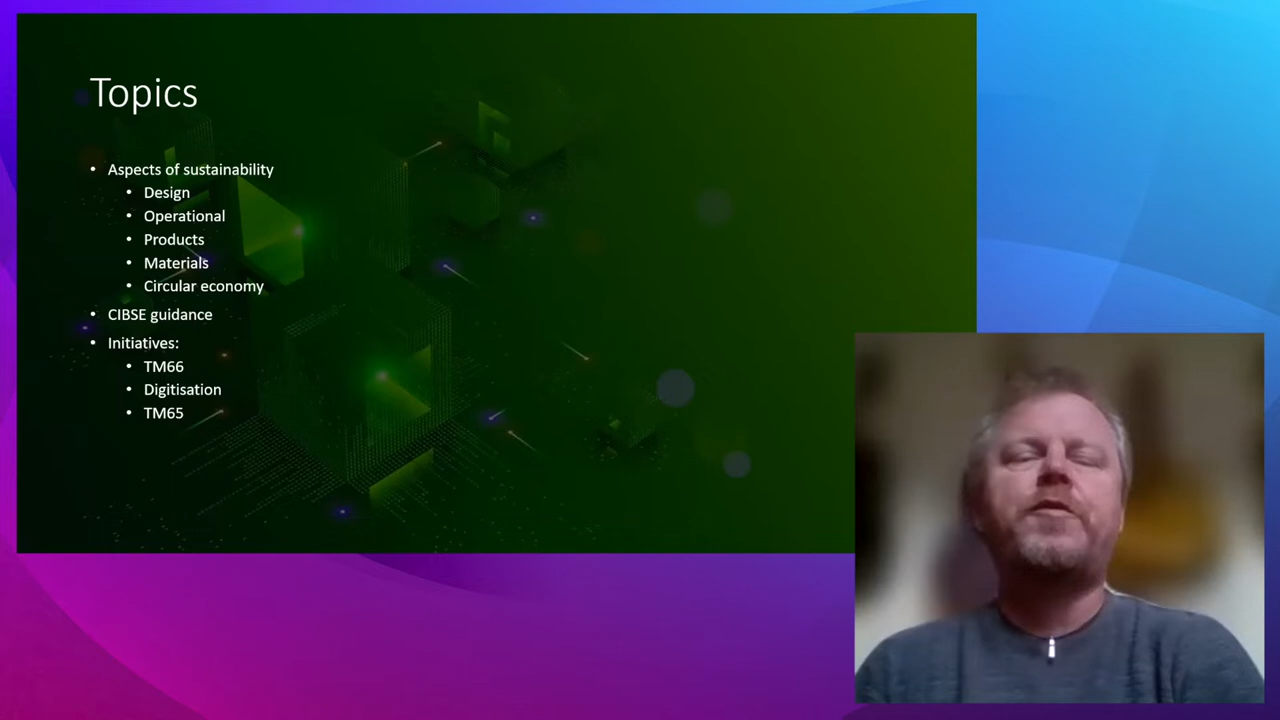 Topics
• Aspects of sustainability
• Design
• Operational
• Products
• Materials
• Circular economy
• CIBSE guidance
• Initiatives:
• TM66
• Digitisation
• TM65